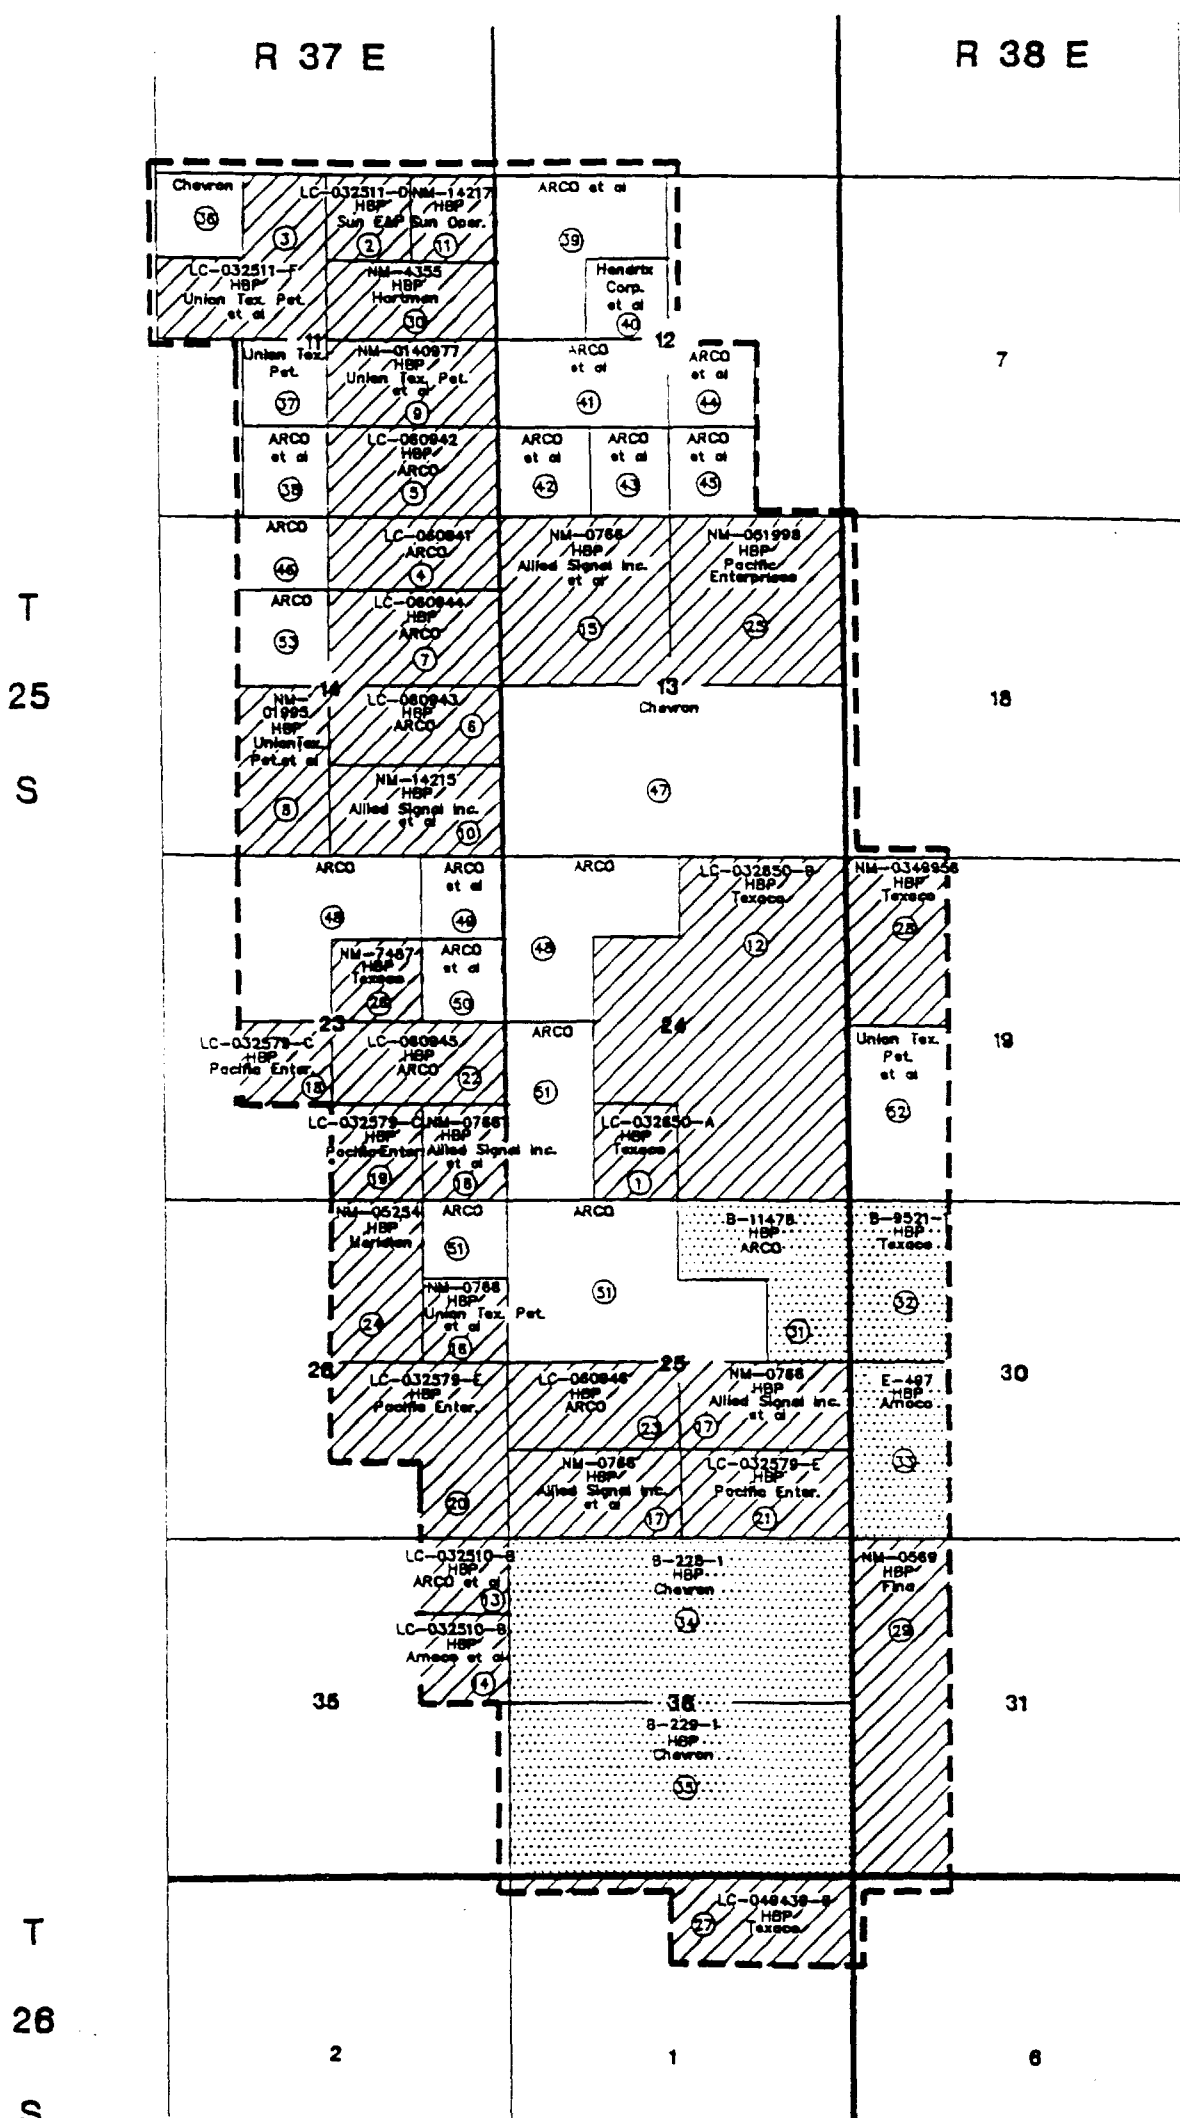 R 37 E
R 38 E
Chevron
36
3
LC-032511-F
HBP
Union Tex. Pet.
et al
LC-032511-D
HBP
Sun E&P
2
NM-14217
HBP
Sun Oper.
11
NM-4355
HBP
Hartman
30
11
ARCO et al
39
Hendrix
Corp.
et al
40
12
7
Union Tex.
Pet.
37
NM-0140977
HBP
Union Tex. Pet.
et al
9
ARCO
et al
41
ARCO
et al
44
ARCO
et al
38
LC-060942
HBP
ARCO
5
ARCO
et al
42
ARCO
et al
43
ARCO
et al
45
T
25
S
ARCO
46
LC-060941
ARCO
4
NM-0766
HBP
Allied Signal Inc.
et al
15
NM-051998
HBP
Pacific
Enterprises
25
ARCO
53
LC-060944
HBP
ARCO
7
14
13
18
NM-
01995
HBP
UnionTex.
Pet.et al
8
LC-060943
HBP
ARCO
6
NM-14215
HBP
Allied Signal Inc.
et al
10
Chevron
47
ARCO
48
ARCO
et al
49
ARCO
48
LC-032650-B
HBP
Texaco
12
NM-0349956
HBP
Texaco
28
NM-7487
HBP
Texaco
26
ARCO
et al
50
23
24
19
LC-032579-C
HBP
Pacific Enter.
18
LC-060945
HBP
ARCO
22
ARCO
51
Union Tex.
Pet.
et al
52
LC-032579-C
HBP
Pacific Enter.
19
NM-0766
HBP
Allied Signal Inc.
et al
16
LC-032650-A
HBP
Texaco
1
NM-05254
HBP
Meridian
24
ARCO
51
ARCO
51
B-11478
HBP
ARCO
31
B-9521-
HBP
Texaco
32
NM-0766
HBP
Union Tex. Pet.
et al
16
26
25
30
LC-032579-E
HBP
Pacific Enter.
20
LC-060946
HBP
ARCO
23
NM-0766
HBP
Allied Signal Inc.
et al
17
E-497
HBP
Amoco
33
NM-0766
HBP
Allied Signal Inc.
et al
17
LC-032579-E
HBP
Pacific Enter.
21
LC-032510-B
HBP
ARCO et al
13
B-228-1
HBP
Chevron
34
NM-0569
HBP
Fina
29
LC-032510-B
HBP
Amoco et al
14
35
36
31
B-229-1
HBP
Chevron
35
T
26
S
LC-048438-B
HBP
Texaco
27
2
1
6